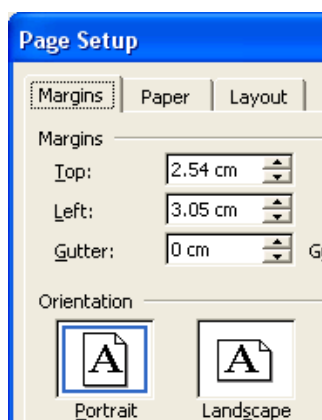 Page Setup
Margins Paper Layout
Margins
Top: 2.54 cm
Left: 3.05 cm
Gutter: 0 cm
Orientation
A A
Portrait Landscape